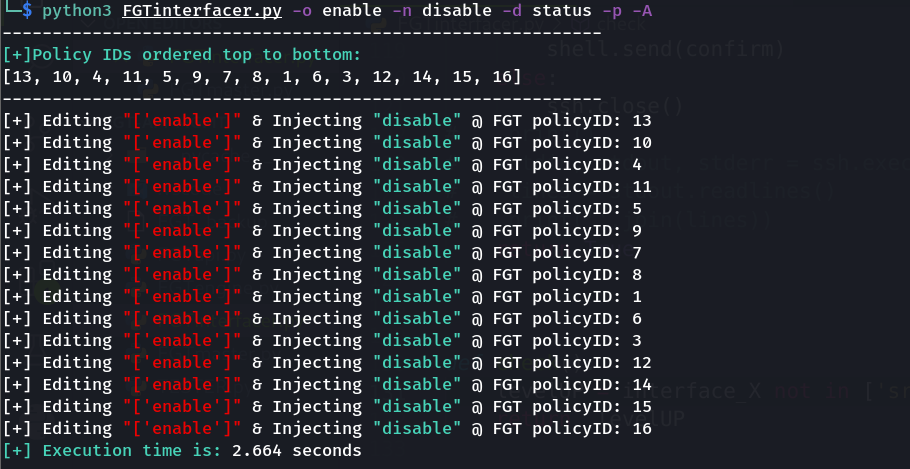 └─$ python3 FGTinterfacer.py -o enable -n disable -d status -p -A
------------------------------------------------------------
[+]Policy IDs ordered top to bottom:
shell.send(confirm)
[13, 10, 4, 11, 5, 9, 7, 8, 1, 6, 3, 12, 14, 15, 16]
------------------------------------------------------------
ssh.close()
[+] Editing "['enable']" & Injecting "disable" @ FGT policyID: 13
[+] Editing "['enable']" & Injecting "disable" @ FGT policyID: 10
[+] Editing "['enable']" & Injecting "disable" @ FGT policyID: 4
[+] Editing "['enable']" & Injecting "disable" @ FGT policyID: 11
[+] Editing "['enable']" & Injecting "disable" @ FGT policyID: 5
[+] Editing "['enable']" & Injecting "disable" @ FGT policyID: 9
[+] Editing "['enable']" & Injecting "disable" @ FGT policyID: 7
[+] Editing "['enable']" & Injecting "disable" @ FGT policyID: 8
[+] Editing "['enable']" & Injecting "disable" @ FGT policyID: 1
[+] Editing "['enable']" & Injecting "disable" @ FGT policyID: 6
[+] Editing "['enable']" & Injecting "disable" @ FGT policyID: 3
[+] Editing "['enable']" & Injecting "disable" @ FGT policyID: 12
[+] Editing "['enable']" & Injecting "disable" @ FGT policyID: 14
[+] Editing "['enable']" & Injecting "disable" @ FGT policyID: 15
[+] Editing "['enable']" & Injecting "disable" @ FGT policyID: 16
[+] Execution time is: 2.664 seconds